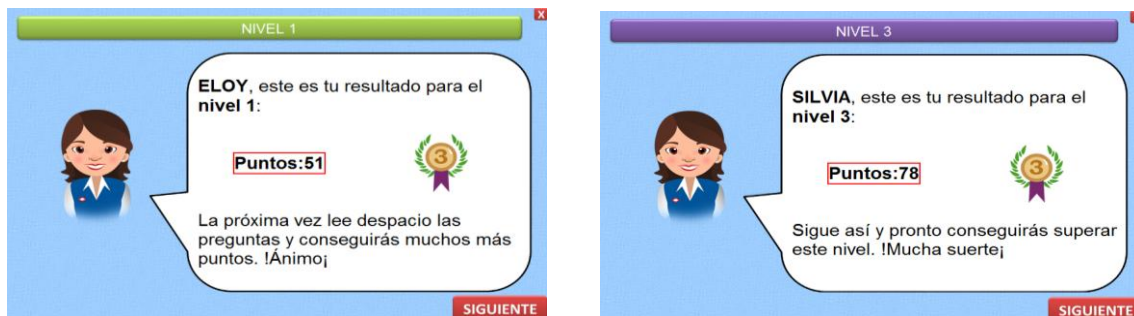 X
NIVEL 1
ELOY, este es tu resultado para el
nivel 1:
Puntos:51
3
La próxima vez lee despacio las
preguntas y conseguirás muchos más
puntos. !Ánimo¡
SIGUIENTE
NIVEL 3
SILVIA, este es tu resultado para el
nivel 3:
Puntos:78
3
Sigue así y pronto conseguirás superar
este nivel. !Mucha suerte¡
SIGUIENTE